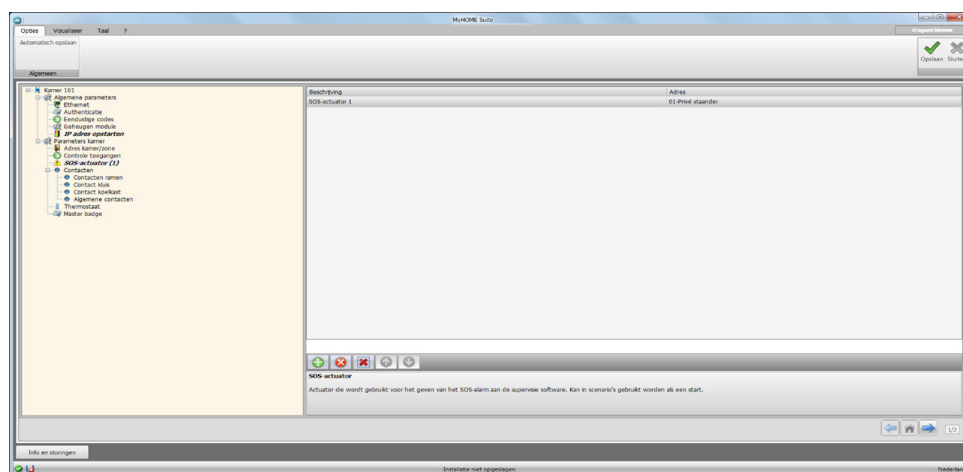 MyHOME Suite
Opties Visualiseer Taal ?
Automatisch opslaan
Opslaan Sluite
Algemeen
Kamer 101
Algemene parameters
Ethernet
Authenticatie
Eenduidige codes
Geheugen module
IP adres opstarten
Parameters kamer
Adres kamer/zone
Controle toegangen
SOS-actuator (1)
Contacten
Contacten ramen
Contact kluis
Contact koelkast
Algemene contacten
Thermostaat
Master badge
Beschrijving Adres
SOS-actuator 1 01-Privé staander
SOS-actuator
Actuator die wordt gebruikt voor het geven van het SOS-alarm aan de supervisie software. Kan in scenario's gebruikt worden als een start.
1/2
Info en storingen
Installatie niet opgeslagen
Nederlan